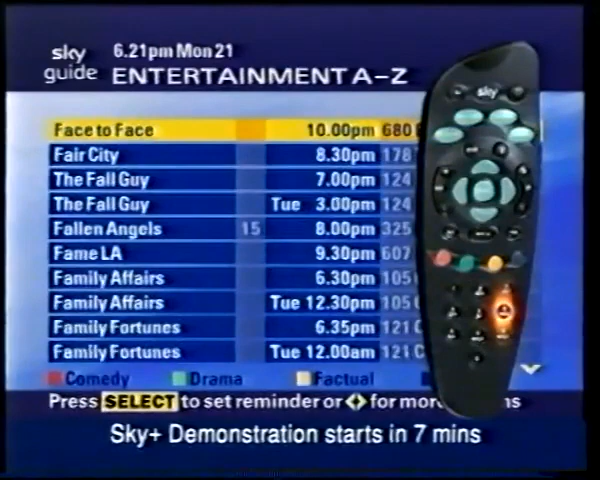 sky guide
6.21pm Mon 21
ENTERTAINMENT A–Z
sky
Face to Face 10.00pm 680
Fair City 8.30pm 178
The Fall Guy 7.00pm 124
The Fall Guy Tue 3.00pm 124
Fallen Angels 15 8.00pm 325
Fame LA 9.30pm 607
Family Affairs 6.30pm 105
Family Affairs Tue 12.30pm 105
Family Fortunes 6.35pm 121 C
Family Fortunes Tue 12.00am 121 C
Comedy Drama Factual
Press SELECT to set reminder or for
Sky+ Demonstration starts in 7 mins